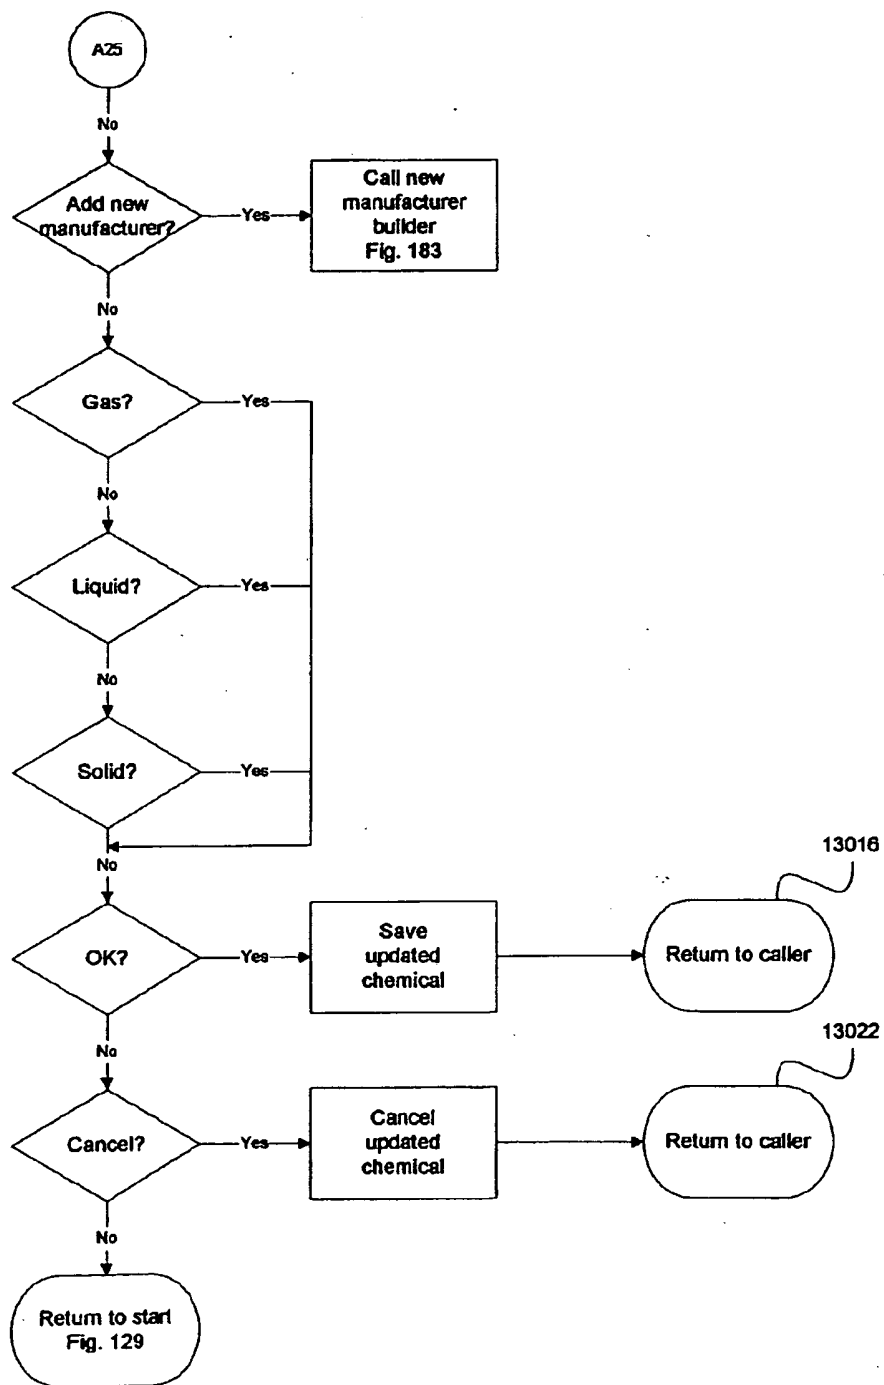 A25
No
Add new
manufacturer?
Yes
Call new
manufacturer
builder
Fig. 183
No
Gas?
Yes
No
Liquid?
Yes
No
Solid?
Yes
No
13016
OK?
Yes
Save
updated
chemical
Return to caller
No
13022
Cancel?
Yes
Cancel
updated
chemical
Return to caller
No
Return to start
Fig. 129